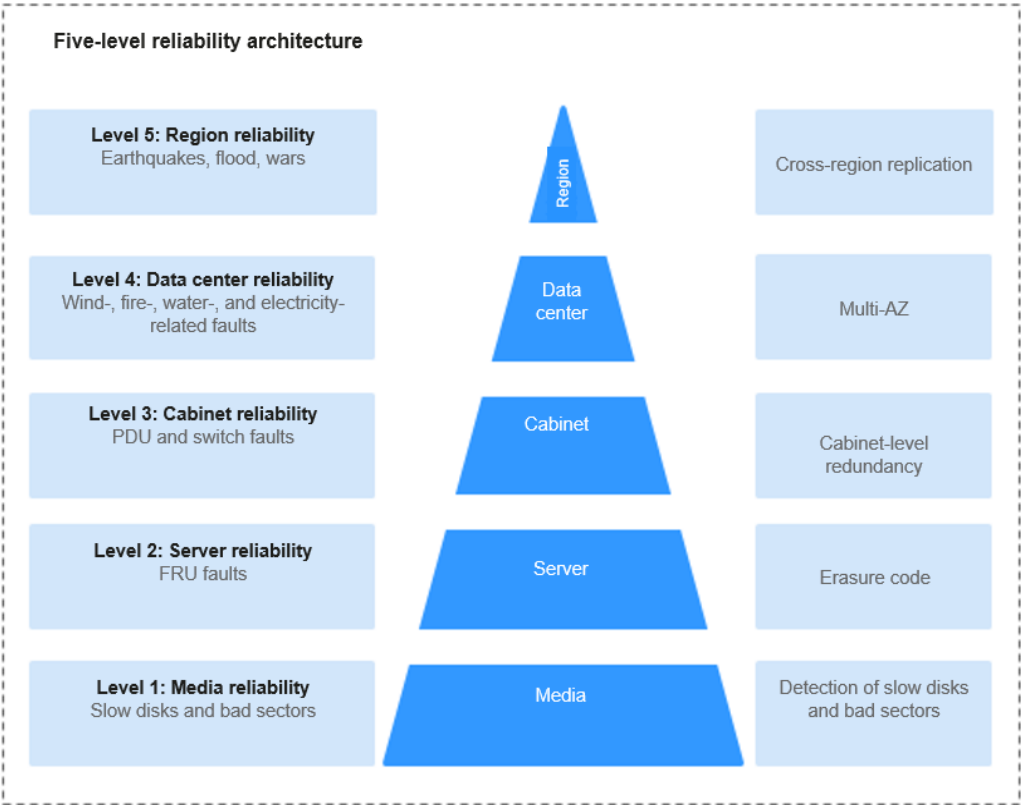 Five-level reliability architecture
Level 5: Region reliability
Earthquakes, flood, wars
Region
Cross-region replication
Level 4: Data center reliability
Wind-, fire-, water-, and electricity-
related faults
Data
center
Multi-AZ
Level 3: Cabinet reliability
PDU and switch faults
Cabinet
Cabinet-level
redundancy
Level 2: Server reliability
FRU faults
Server
Erasure code
Level 1: Media reliability
Slow disks and bad sectors
Media
Detection of slow disks
and bad sectors